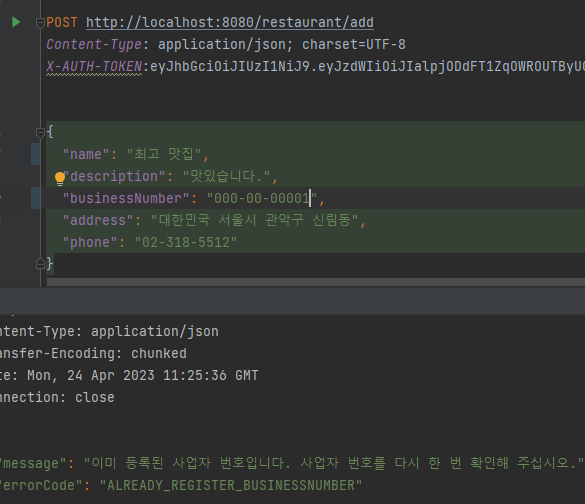 POST http://localhost:8080/restaurant/add
Content-Type: application/json; charset=UTF-8
X-AUTH-TOKEN:eyJhbGciOiJIUzI1NiJ9.eyJzdWIiOiJIalpjODdFT1ZqOWROUTByU
{
"name": "최고 맛집",
"description": "맛있습니다.",
"businessNumber": "000-00-00001",
"address": "대한민국 서울시 관악구 신림동",
"phone": "02-318-5512"
}
ntent-Type: application/json
ansfer-Encoding: chunked
te: Mon, 24 Apr 2023 11:25:36 GMT
nnection: close
"message": "이미 등록된 사업자 번호입니다. 사업자 번호를 다시 한 번 확인해 주십시오."
"errorCode": "ALREADY_REGISTER_BUSINESSNUMBER"